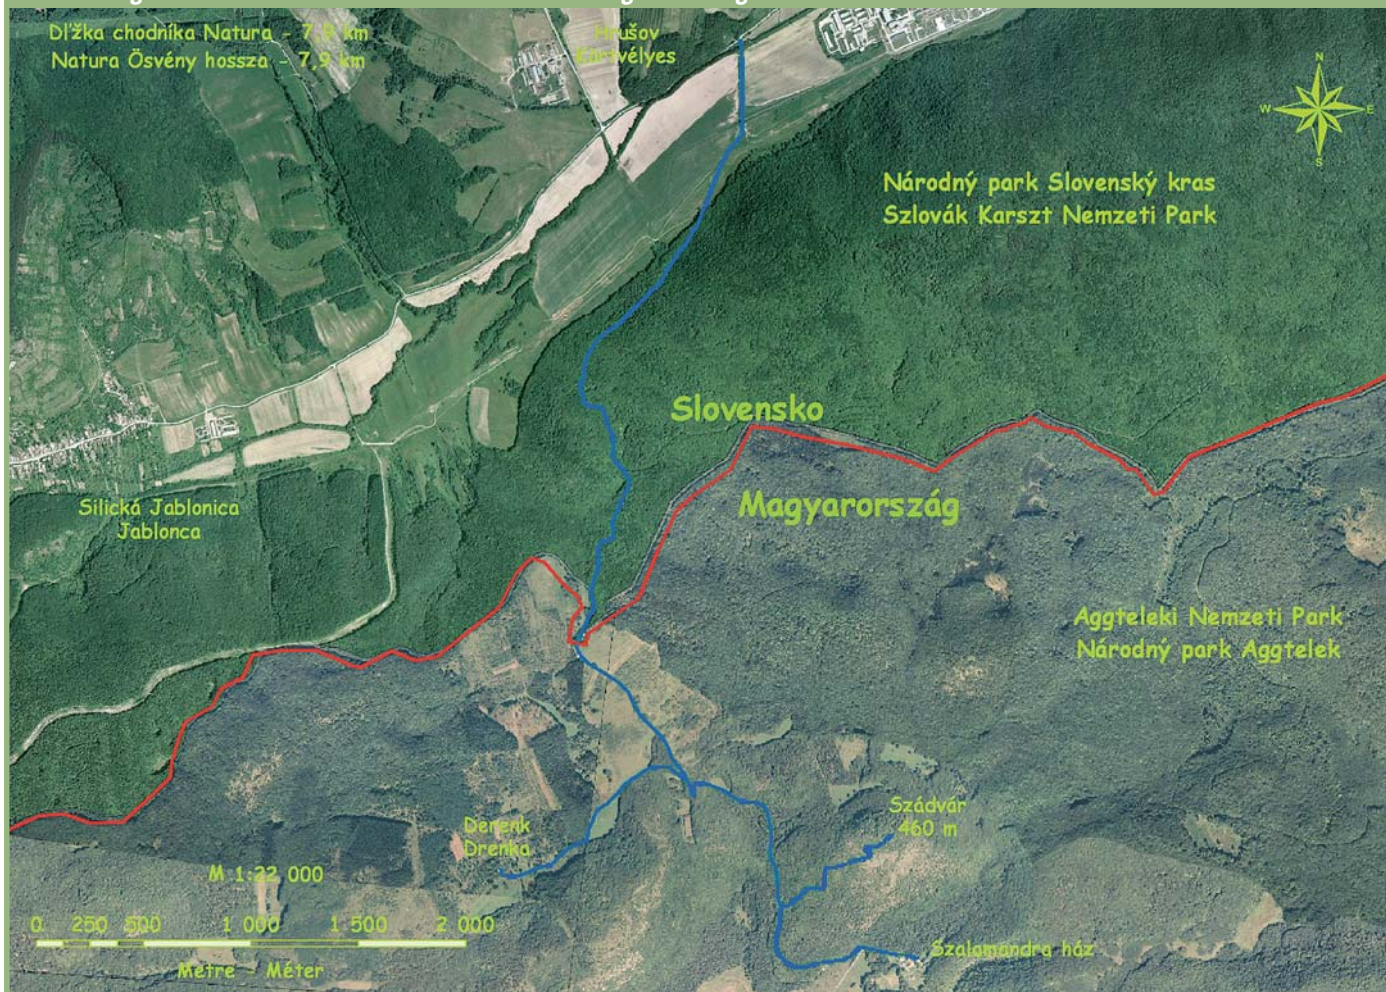 Dĺžka chodníka Natura - 7,9 km
Natura Ösvény hossza - 7,9 km
Hrušov
Körtvélyes
N
W E
S
Národný park Slovenský kras
Szlovák Karszt Nemzeti Park
Slovensko
Magyarország
Silická Jablonica
Jablonca
Aggteleki Nemzeti Park
Národný park Aggtelek
Szádvár
460 m
Derenk
Drenka
M 1:22 000
0 250 500 1 000 1 500 2 000
Metre - Méter
Szalamandra ház